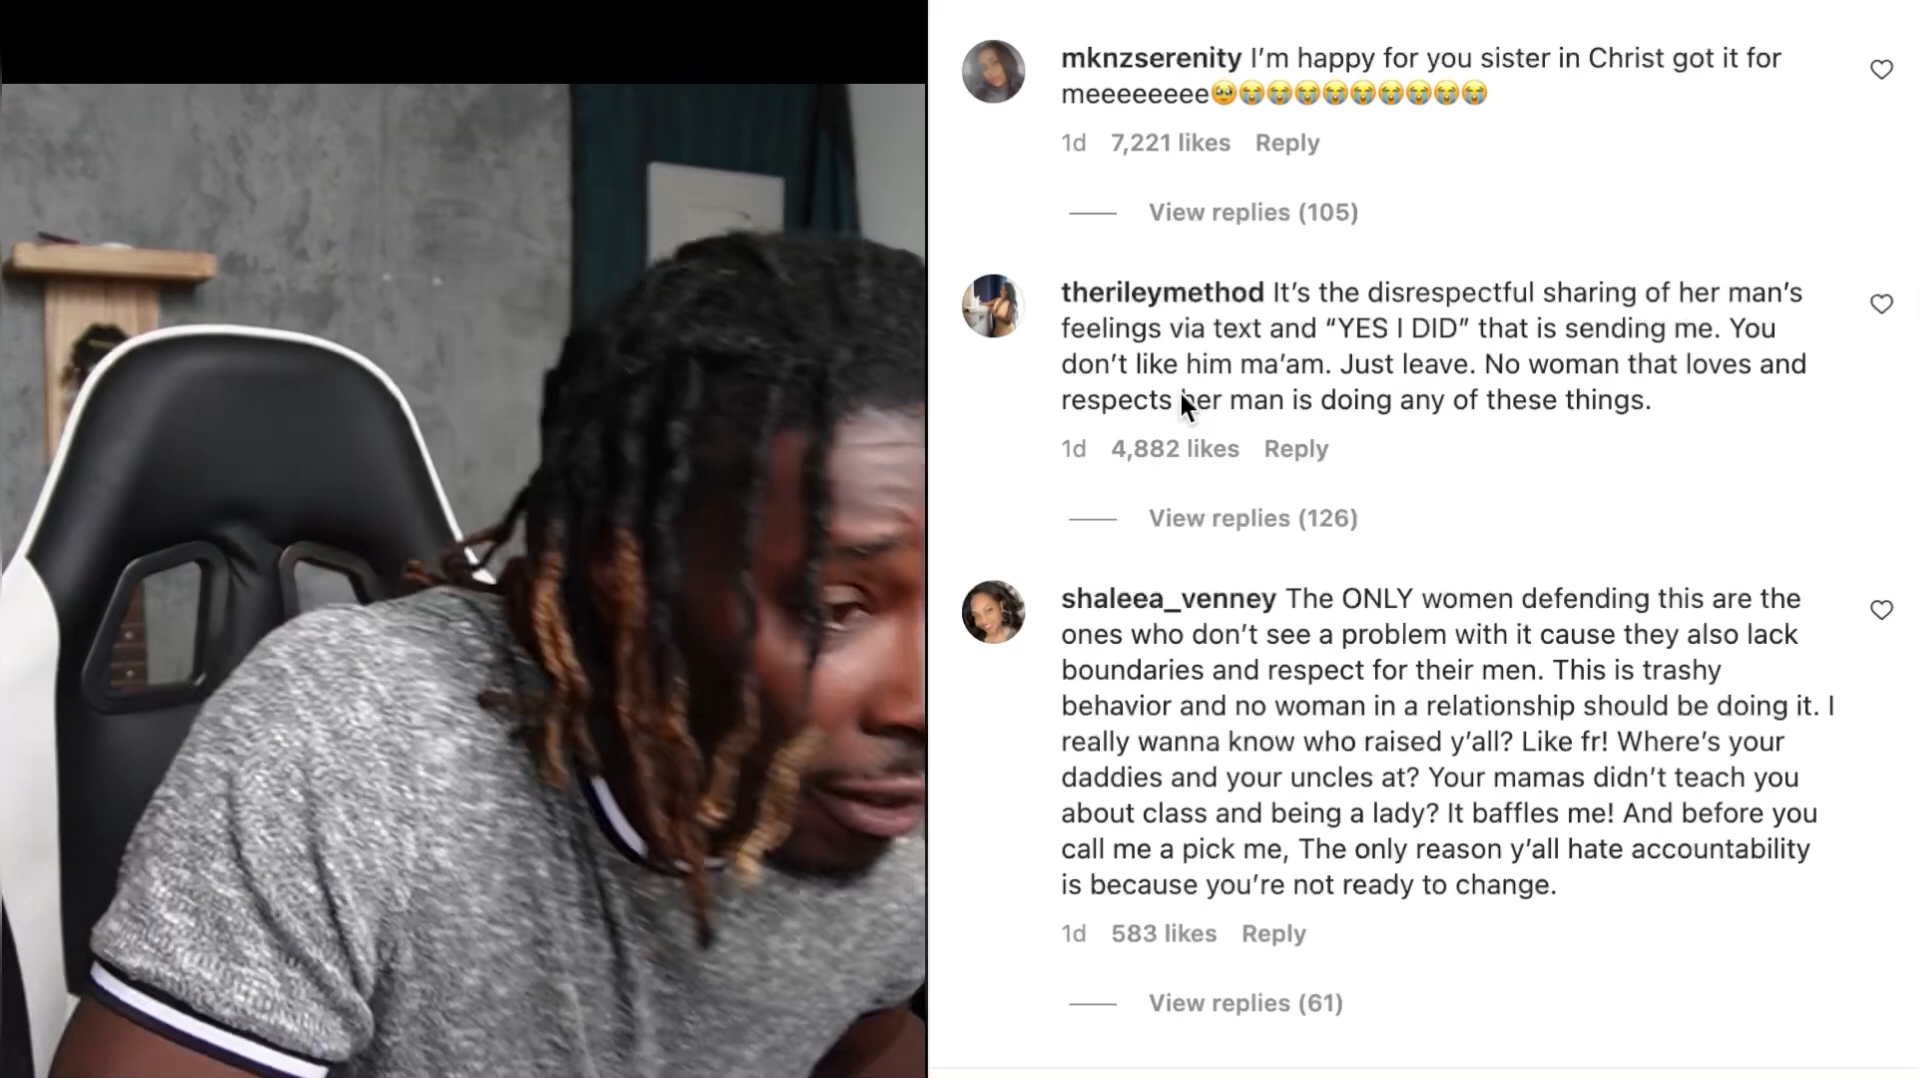 mknzserenity I’m happy for you sister in Christ got it for
meeeeeeee🥹😭😭😭😭😭😭😭😭😭
1d 7,221 likes Reply
View replies (105)
therileymethod It’s the disrespectful sharing of her man’s
feelings via text and “YES I DID” that is sending me. You
don’t like him ma’am. Just leave. No woman that loves and
respects her man is doing any of these things.
1d 4,882 likes Reply
View replies (126)
shaleea_venney The ONLY women defending this are the
ones who don’t see a problem with it cause they also lack
boundaries and respect for their men. This is trashy
behavior and no woman in a relationship should be doing it. I
really wanna know who raised y’all? Like fr! Where’s your
daddies and your uncles at? Your mamas didn’t teach you
about class and being a lady? It baffles me! And before you
call me a pick me, The only reason y’all hate accountability
is because you’re not ready to change.
1d 583 likes Reply
View replies (61)